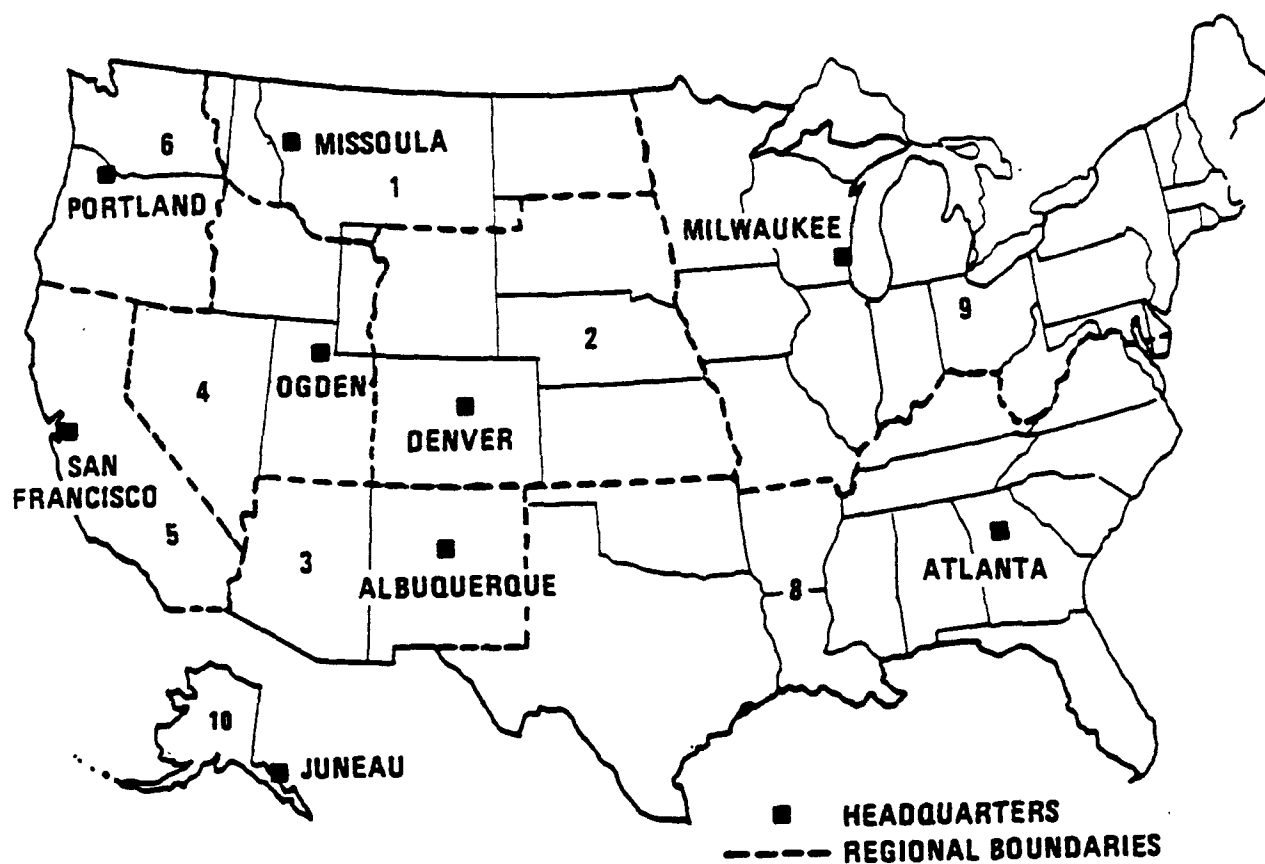 6
MISSOULA
1
PORTLAND
MILWAUKEE
9
2
4
OGDEN
DENVER
SAN
FRANCISCO
5
3
ALBUQUERQUE
ATLANTA
8
10
JUNEAU
HEADQUARTERS
REGIONAL BOUNDARIES